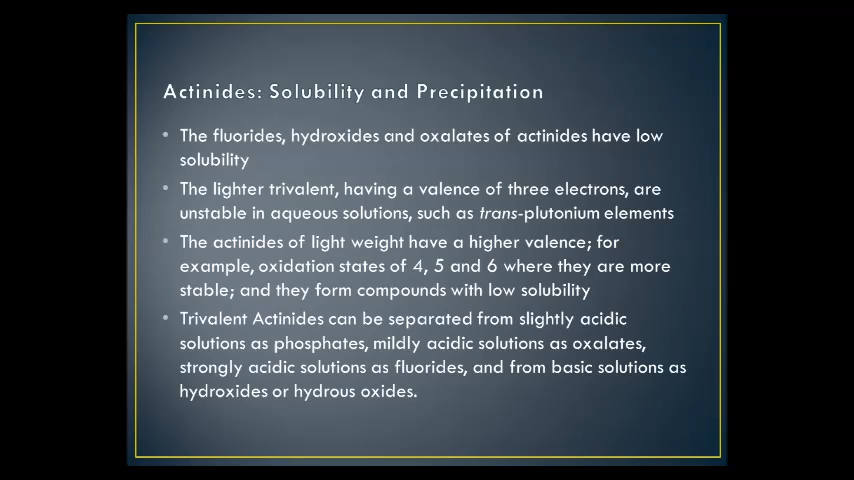 Actinides: Solubility and Precipitation
• The fluorides, hydroxides and oxalates of actinides have low
solubility
• The lighter trivalent, having a valence of three electrons, are
unstable in aqueous solutions, such as trans-plutonium elements
• The actinides of light weight have a higher valence; for
example, oxidation states of 4, 5 and 6 where they are more
stable; and they form compounds with low solubility
• Trivalent Actinides can be separated from slightly acidic
solutions as phosphates, mildly acidic solutions as oxalates,
strongly acidic solutions as fluorides, and from basic solutions as
hydroxides or hydrous oxides.